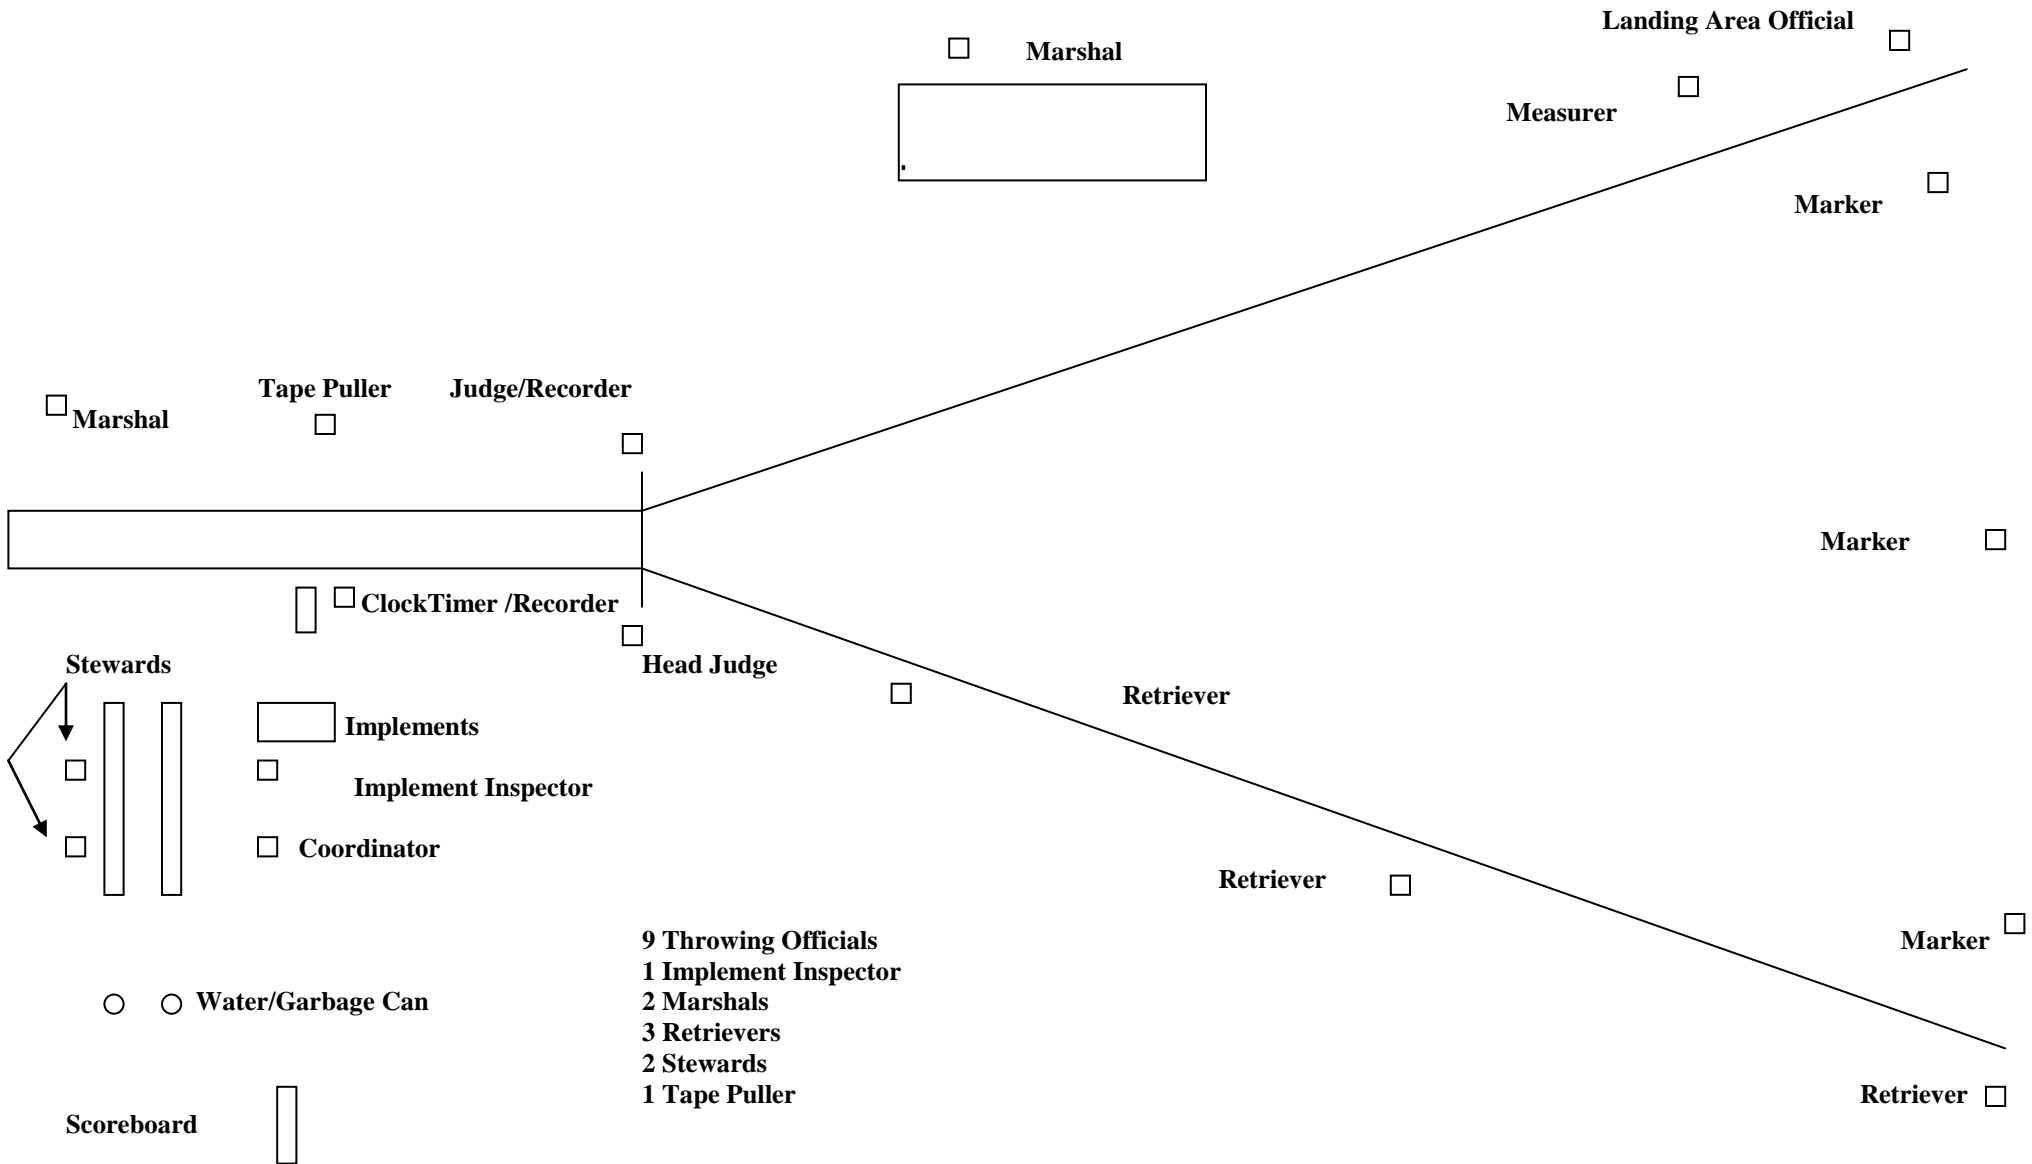 Landing Area Official
Marshal
Measurer
Marker
Tape Puller
Judge/Recorder
Marshal
Marker
ClockTimer /Recorder
Stewards
Head Judge
Retriever
Implements
Implement Inspector
Coordinator
Retriever
Marker
9 Throwing Officials
1 Implement Inspector
2 Marshals
3 Retrievers
2 Stewards
1 Tape Puller
Water/Garbage Can
Retriever
Scoreboard